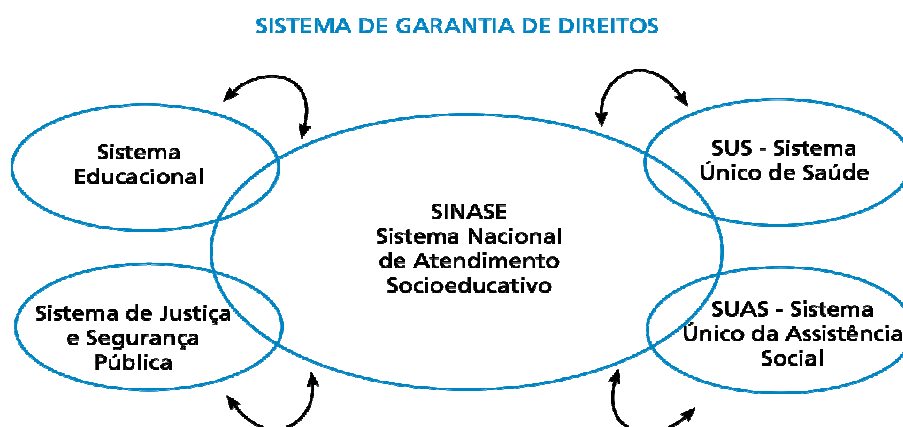 SISTEMA DE GARANTIA DE DIREITOS
Sistema
Educacional
SUS - Sistema
Único de Saúde
SINASE
Sistema Nacional
de Atendimento
Socioeducativo
Sistema de Justiça
e Segurança
Pública
SUAS - Sistema
Único da Assistência
Social